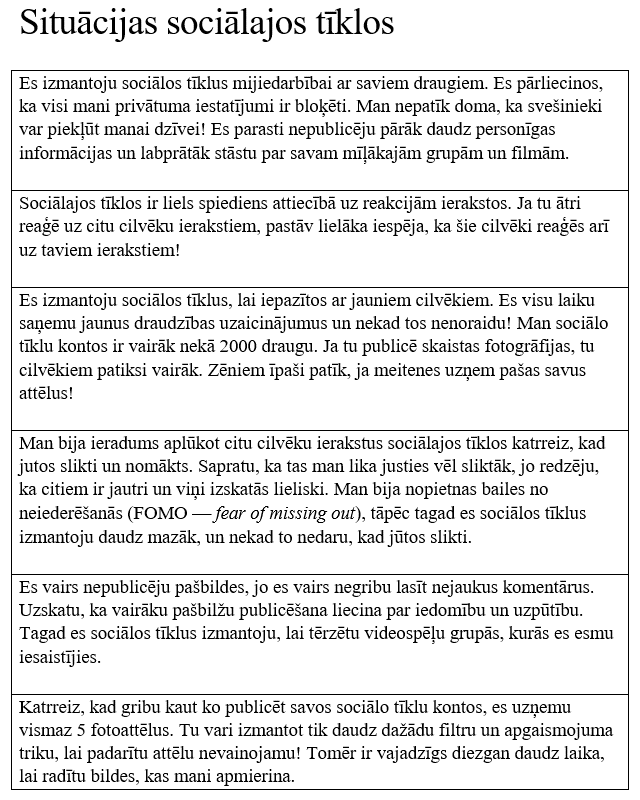 Situācijas sociālajos tīklos
Es izmantoju sociālos tīklus mijiedarbībai ar saviem draugiem. Es pārliecinos,
ka visi mani privātuma iestatījumi ir bloķēti. Man nepatīk doma, ka svešinieki
var piekļūt manai dzīvei! Es parasti nepublicēju pārāk daudz personīgas
informācijas un labprātāk stāstu par savam mīļākajām grupām un filmām.
Sociālajos tīklos ir liels spiediens attiecībā uz reakcijām ierakstos. Ja tu ātri
reaģē uz citu cilvēku ierakstiem, pastāv lielāka iespēja, ka šie cilvēki reaģēs arī
uz taviem ierakstiem!
Es izmantoju sociālos tīklus, lai iepazītos ar jauniem cilvēkiem. Es visu laiku
saņemu jaunus draudzības uzaicinājumus un nekad tos nenoraidu! Man sociālo
tīklu kontos ir vairāk nekā 2000 draugu. Ja tu publicē skaistas fotogrāfijas, tu
cilvēkiem patiksi vairāk. Zēniem īpaši patīk, ja meitenes uzņem pašas savus
attēlus!
Man bija ieradums aplūkot citu cilvēku ierakstus sociālajos tīklos katrreiz, kad
jutos slikti un nomākts. Sapratu, ka tas man lika justies vēl sliktāk, jo redzēju,
ka citiem ir jautri un viņi izskatās lieliski. Man bija nopietnas bailes no
neiederēšanās (FOMO — fear of missing out), tāpēc tagad es sociālos tīklus
izmantoju daudz mazāk, un nekad to nedaru, kad jūtos slikti.
Es vairs nepublicēju pašbildes, jo es vairs negribu lasīt nejaukus komentārus.
Uzskatu, ka vairāku pašbilžu publicēšana liecina par iedomību un uzpūtību.
Tagad es sociālos tīklus izmantoju, lai tērzētu videospēļu grupās, kurās es esmu
iesaistījies.
Katrreiz, kad gribu kaut ko publicēt savos sociālo tīklu kontos, es uzņemu
vismaz 5 fotoattēlus. Tu vari izmantot tik daudz dažādu filtru un apgaismojuma
triku, lai padarītu attēlu nevainojamu! Tomēr ir vajadzīgs diezgan daudz laika,
lai radītu bildes, kas mani apmierina.